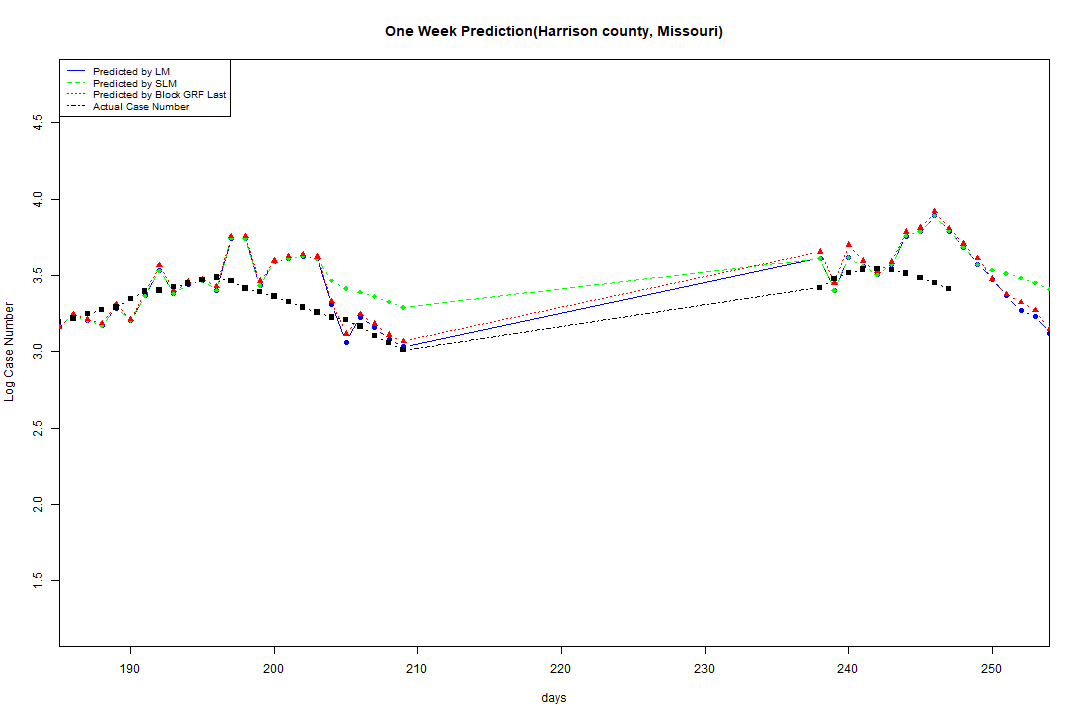 One Week Prediction(Harrison county, Missouri)
Predicted by LM
Predicted by SLM
Predicted by Block GRF Last
Actual Case Number
4.5
4.0
3.5
3.0
2.5
2.0
1.5
Log Case Number
190 200 210 220 230 240 250
days